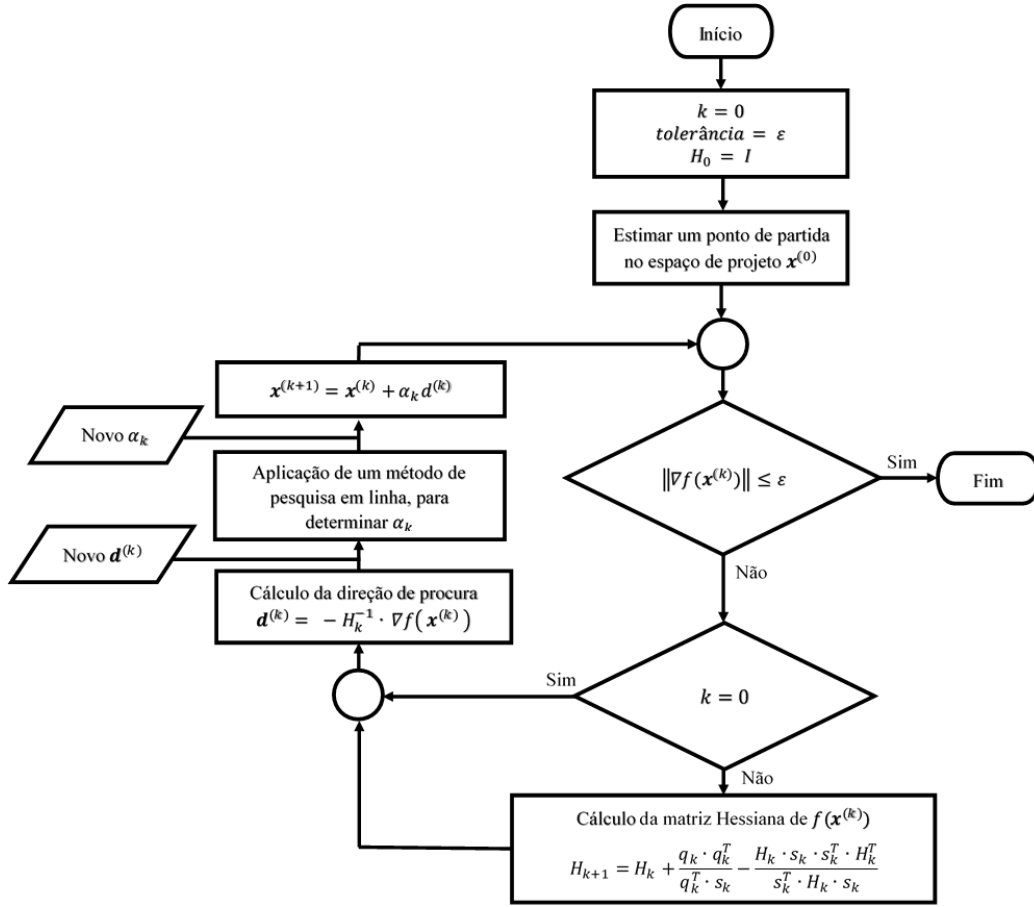 Início
k = 0
tolerância = ε
H₀ = I
Estimar um ponto de partida
no espaço de projeto x⁽⁰⁾
x⁽ᵏ⁺¹⁾ = x⁽ᵏ⁾ + αₖd⁽ᵏ⁾
Novo αₖ
Aplicação de um método de
pesquisa em linha, para
determinar αₖ
Novo d⁽ᵏ⁾
Cálculo da direção de procura
d⁽ᵏ⁾ = − Hₖ⁻¹ · ∇f( x⁽ᵏ⁾)
‖∇f(x⁽ᵏ⁾)‖ ≤ ε
Sim
Fim
Não
Sim
k = 0
Não
Cálculo da matriz Hessiana de f(x⁽ᵏ⁾)
Hₖ₊₁ = Hₖ + (qₖ · qₖᵀ)/(qₖᵀ · sₖ) − (Hₖ · sₖ · sₖᵀ · Hₖᵀ)/(sₖᵀ · Hₖ · sₖ)